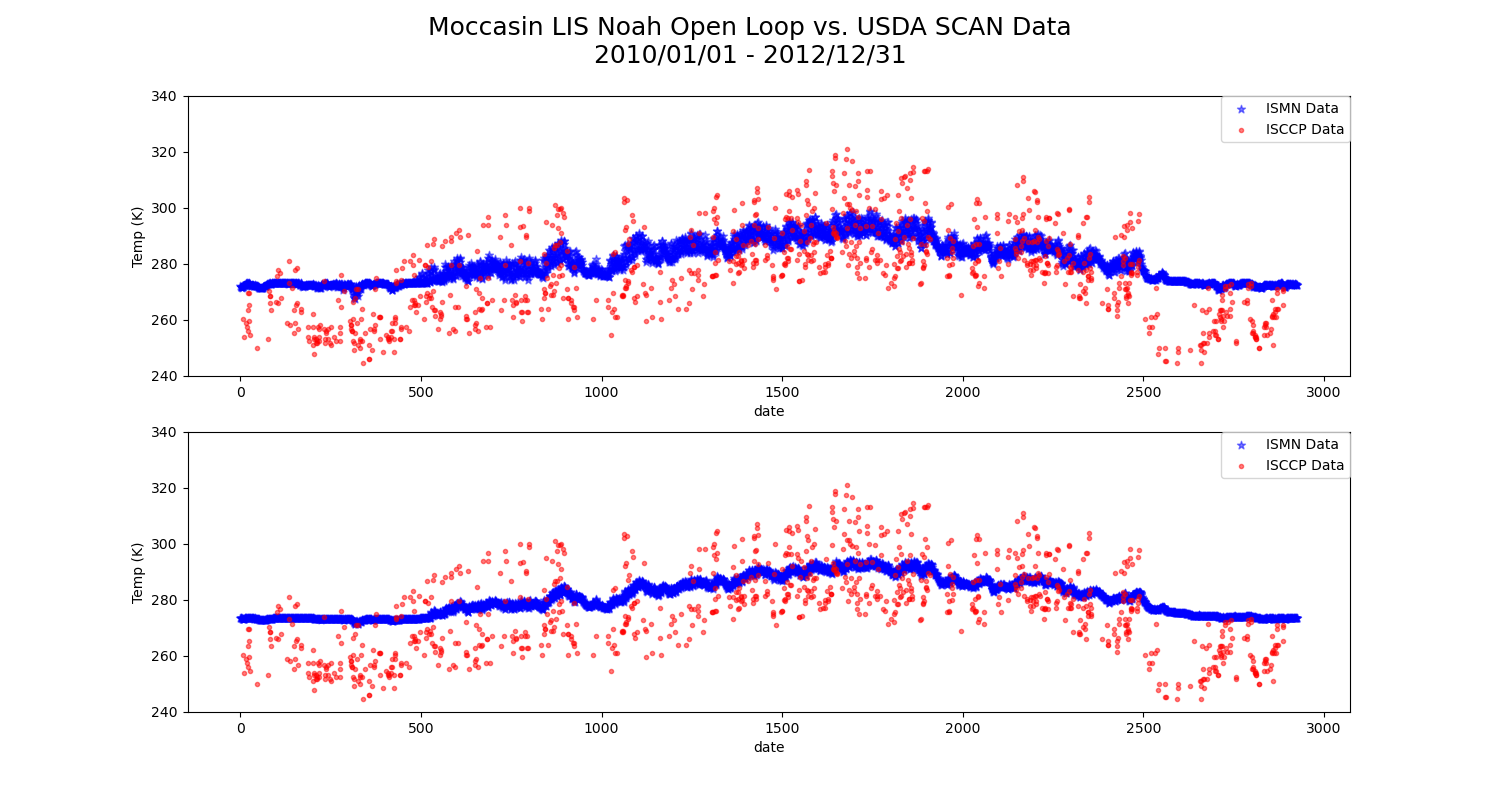 Moccasin LIS Noah Open Loop vs. USDA SCAN Data
2010/01/01 - 2012/12/31
340
320
300
280
260
240
Temp (K)
ISMN Data
ISCCP Data
0 500 1000 1500 2000 2500 3000
date
340
320
300
280
260
240
Temp (K)
ISMN Data
ISCCP Data
0 500 1000 1500 2000 2500 3000
date